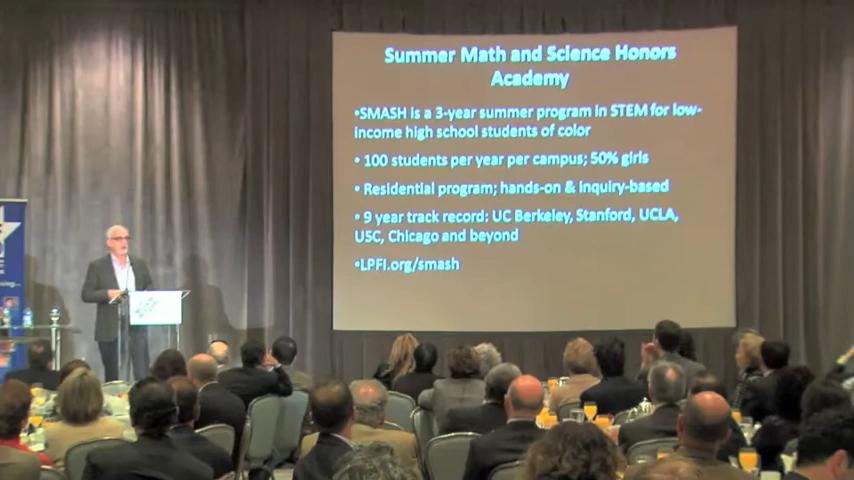 Summer Math and Science Honors
Academy
•SMASH is a 3-year summer program in STEM for low-
income high school students of color
• 100 students per year per campus; 50% girls
• Residential program; hands-on & inquiry-based
• 9 year track record: UC Berkeley, Stanford, UCLA,
USC, Chicago and beyond
•LPFI.org/smash